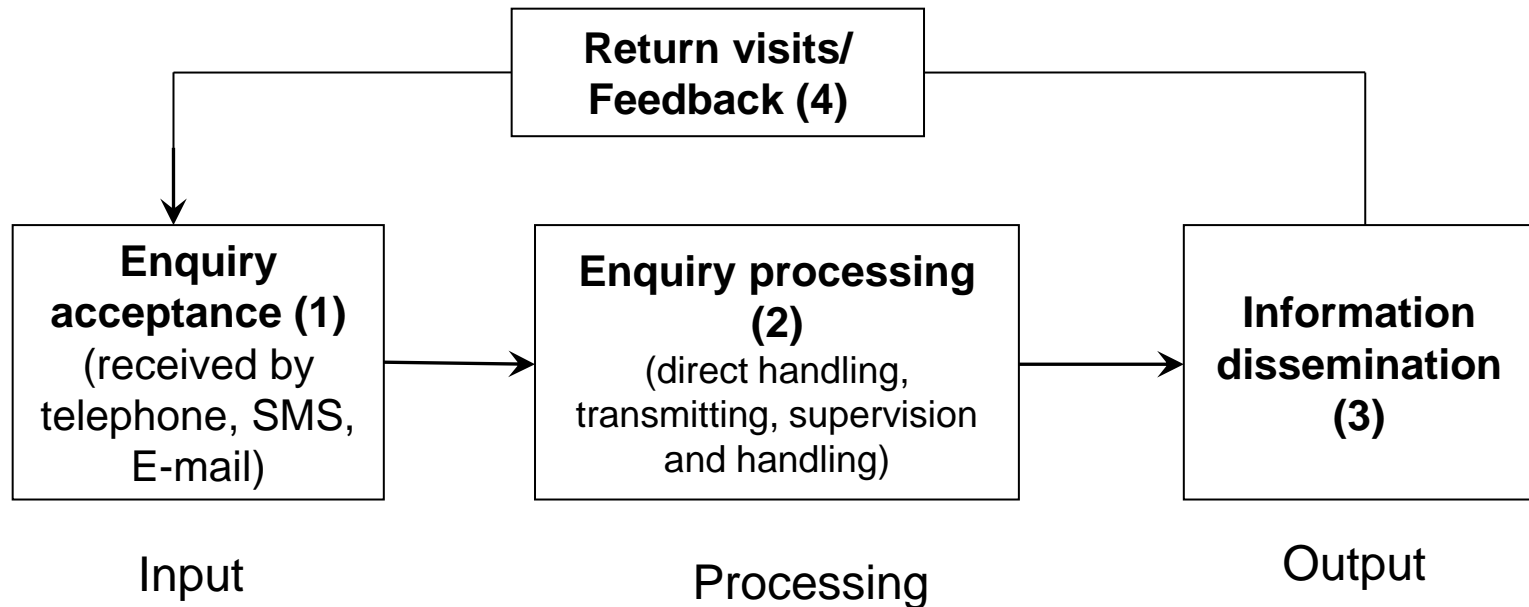 Return visits/
Feedback (4)
Enquiry
acceptance (1)
(received by
telephone, SMS,
E-mail)
Enquiry processing
(2)
(direct handling,
transmitting, supervision
and handling)
Information
dissemination
(3)
Input
Processing
Output